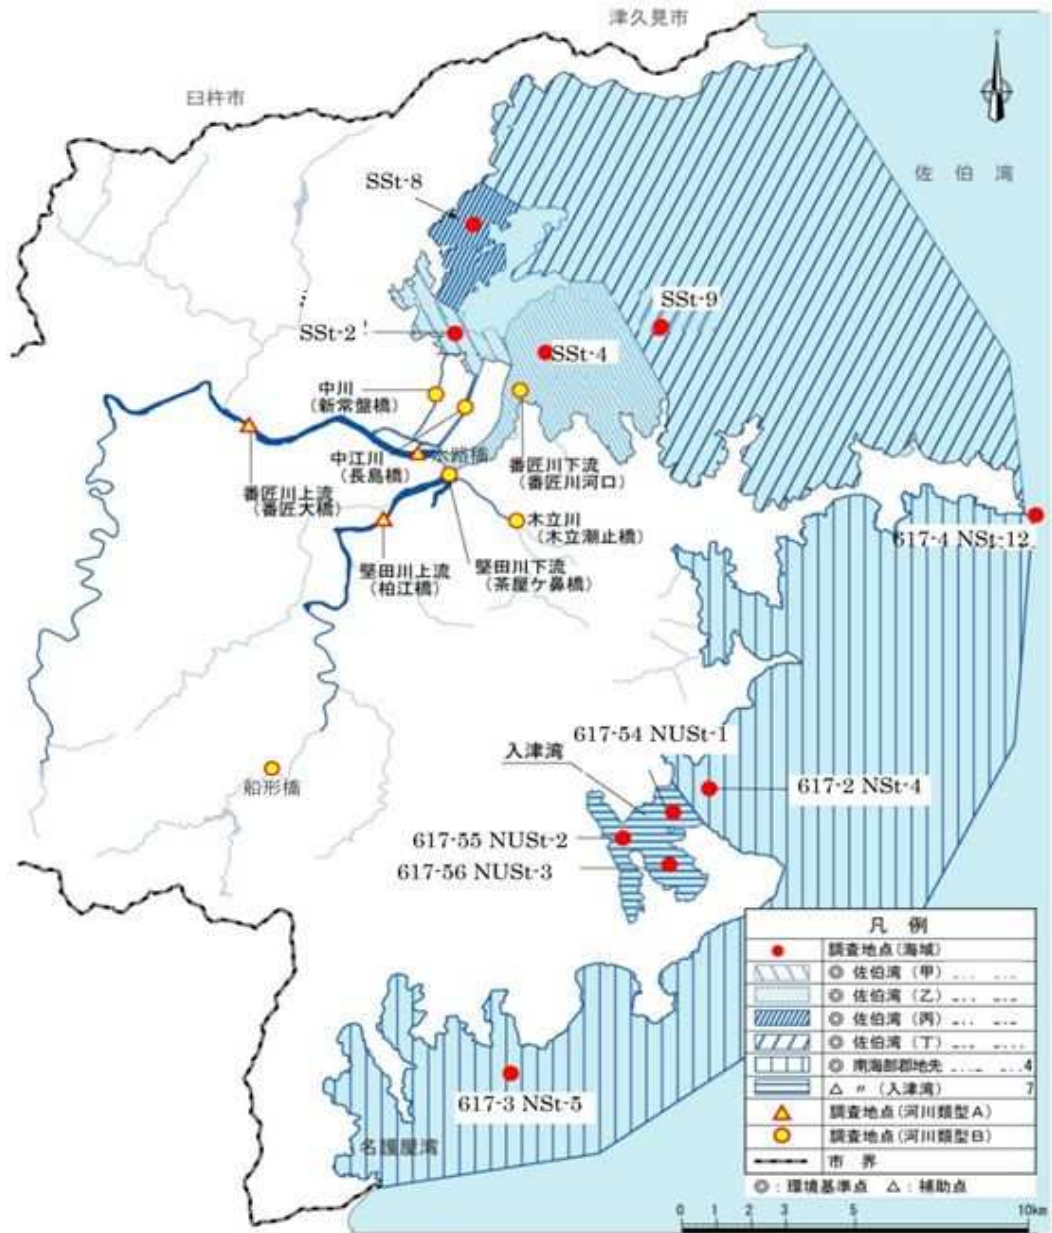 津久見市
臼杵市
N
佐伯湾
SSt-8
SSt-9
SSt-2
SSt-4
中川
(新常盤橋)
中江川
(長島橋)
番匠川下流
(番匠川河口)
番匠川上流
(番匠大橋)
木立川
(木立潮止橋)
617-4 NSt-12
堅田川上流
(柏江橋)
堅田川下流
(茶屋ケ鼻橋)
617-54 NUSt-1
入津湾
船形橋
617-2 NSt-4
617-55 NUSt-2
617-56 NUSt-3
617-3 NSt-5
名護屋湾
凡 例
調査地点(海域)
◎ 佐伯湾(甲)
◎ 佐伯湾(乙)
◎ 佐伯湾(丙)
◎ 佐伯湾(丁)
◎ 南海部郡地先 4
△ 〃(入津湾) 7
調査地点(河川類型A)
調査地点(河川類型B)
市 界
◎:環境基準点 △:補助点
0 1 2 3 5 10km